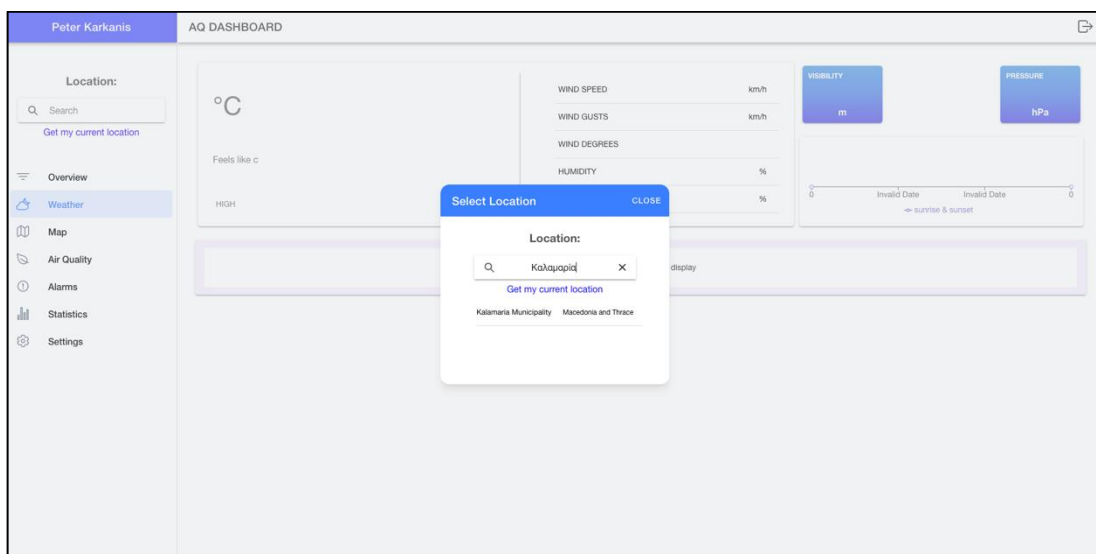 Peter Karkanis
AQ DASHBOARD
Location:
Search
Get my current location
Overview
Weather
Map
Air Quality
Alarms
Statistics
Settings
°C
Feels like c
HIGH
WIND SPEED km/h
WIND GUSTS km/h
WIND DEGREES
HUMIDITY %
%
VISIBILITY
m
PRESSURE
hPa
0 Invalid Date Invalid Date 0
sunrise & sunset
display
Select Location CLOSE
Location:
Καλαμαρία
Get my current location
Kalamaria Municipality Macedonia and Thrace